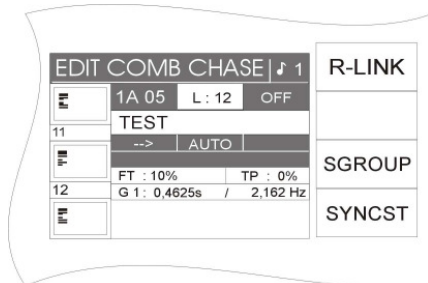 EDIT COMB CHASE ♪ 1
R-LINK
1A 05 L : 12 OFF
TEST
11
--> AUTO
SGROUP
FT : 10% TP : 0%
12
G 1 : 0,4625s / 2,162 Hz
SYNCST